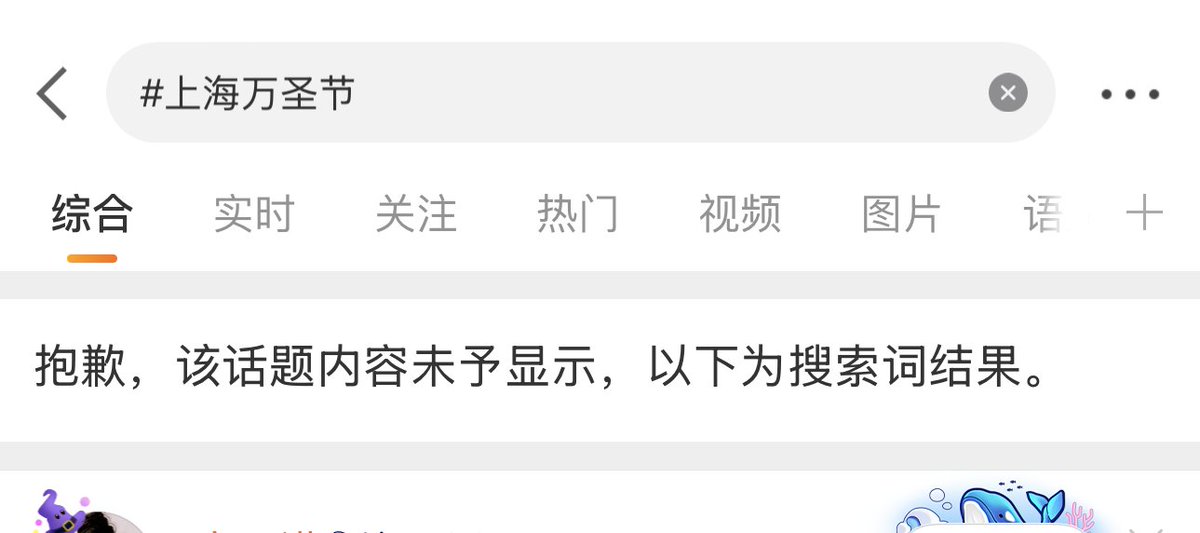 #上海万圣节
综合 实时 关注 热门 视频 图片 语
抱歉，该话题内容未予显示，以下为搜索词结果。